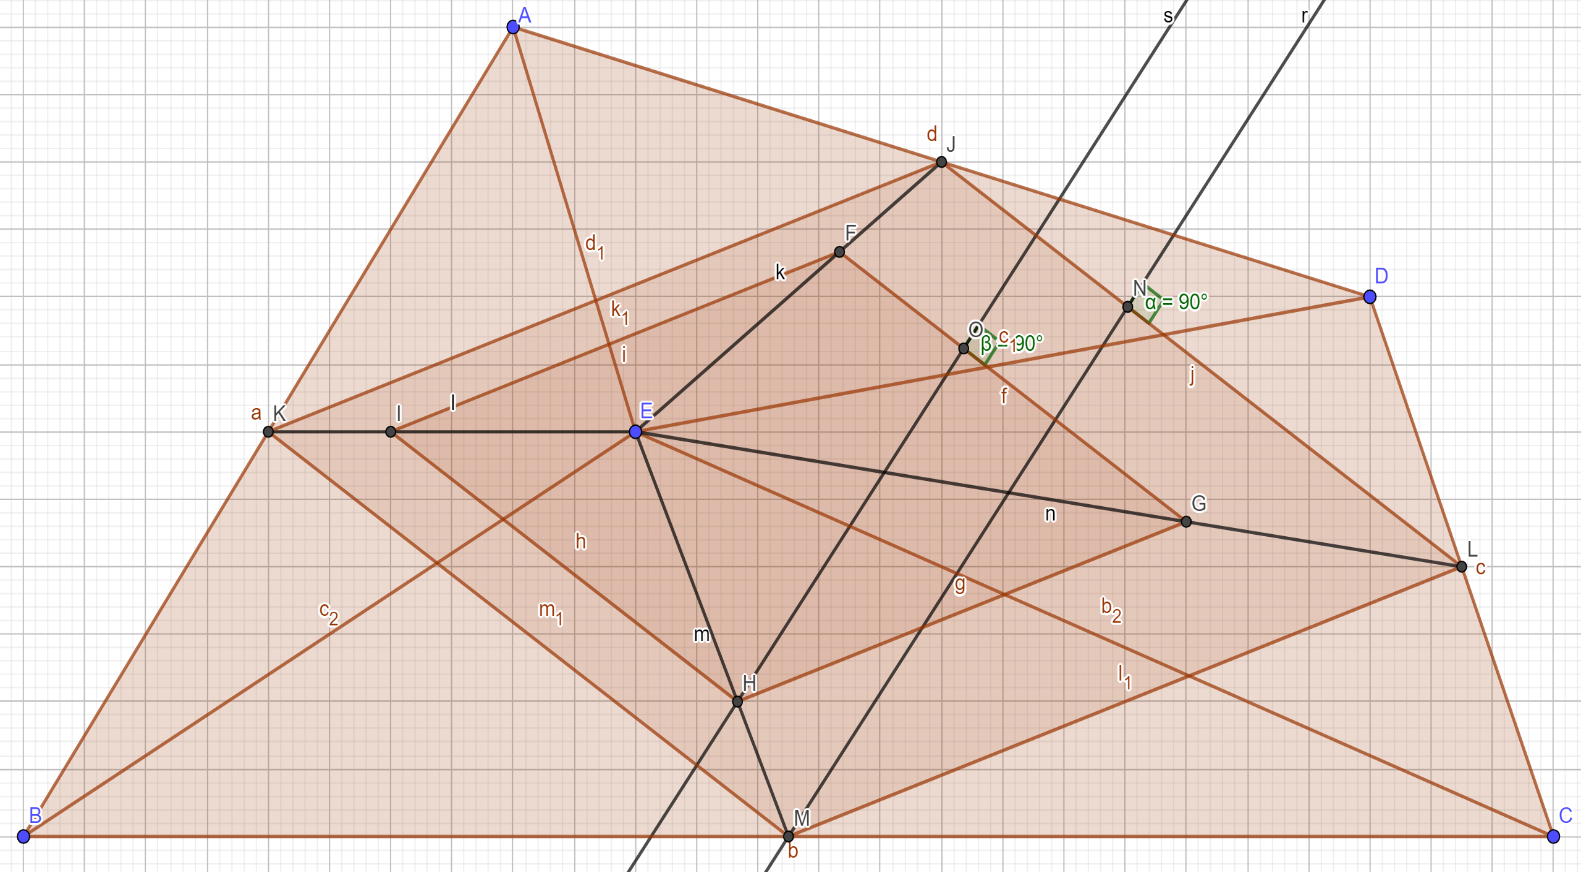 A
s
r
d
J
D
F
d₁
k
k₁
i
N
α = 90°
O
c₁
β = 90°
j
f
a
K
I
l
E
n
G
L
c
h
g
b₂
c₂
m₁
m
l₁
H
B
M
b
C